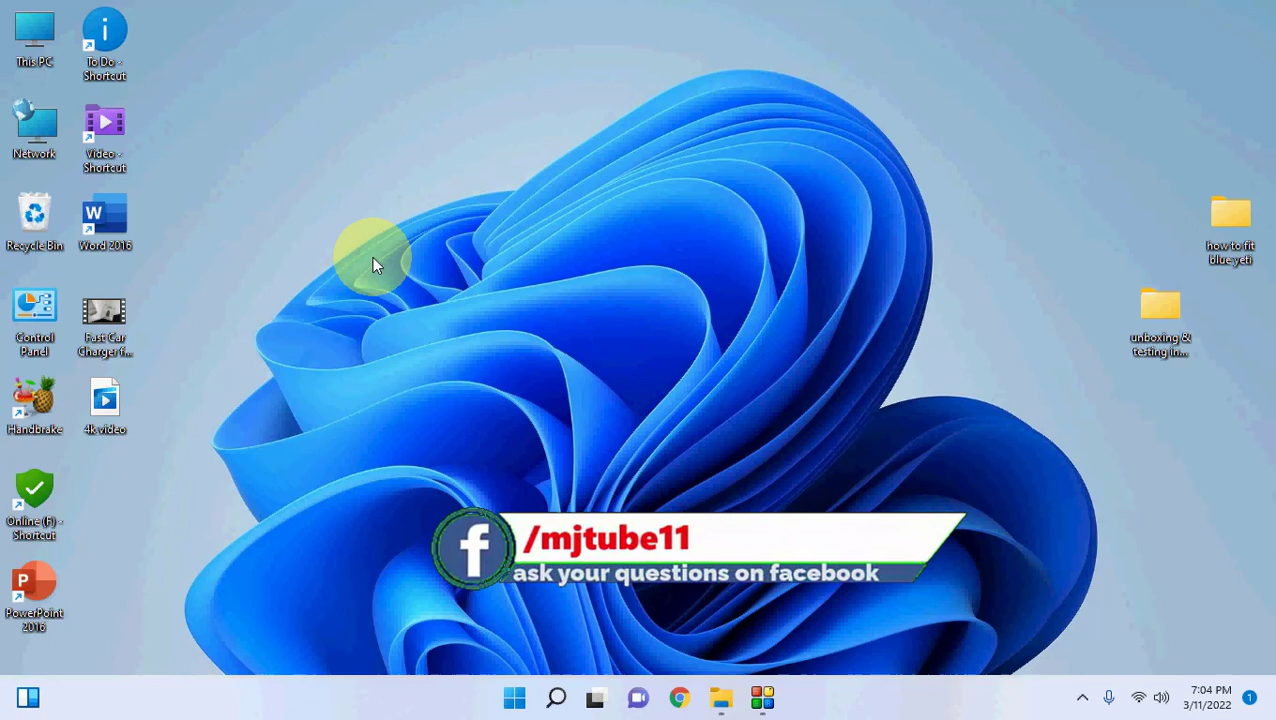 This PC
To Do -
Shortcut
Network
Video -
Shortcut
Recycle Bin
W
Word 2016
Control
Panel
Fast Car
Charger f...
Handbrake
4k video
Online (F) -
Shortcut
P
PowerPoint
2016
how to fit
blue yeti
unboxing &
testing in...
f
/mjtube11
ask your questions on facebook
7:04 PM
3/11/2022
1